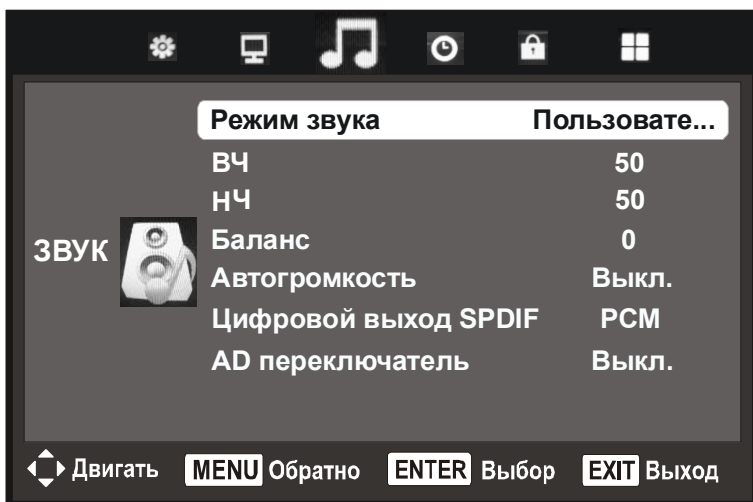 Режим звука Пользовате...
ВЧ 50
НЧ 50
ЗВУК
Баланс 0
Автогромкость Выкл.
Цифровой выход SPDIF PCM
AD переключатель Выкл.
Двигать MENU Обратно ENTER Выбор EXIT Выход